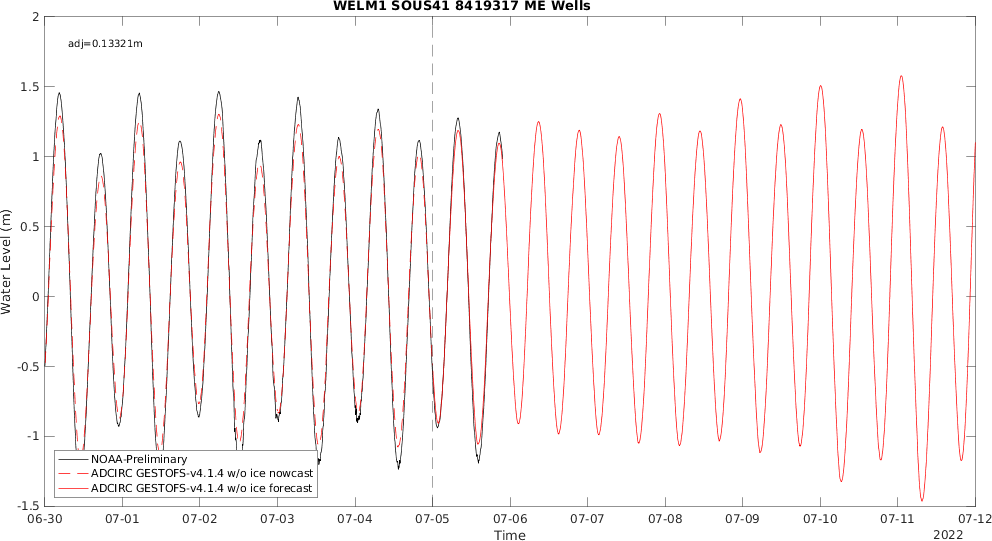 WELM1 SOUS41 8419317 ME Wells
adj=0.13321m
2
1.5
1
0.5
0
-0.5
-1
-1.5
Water Level (m)
NOAA-Preliminary
ADCIRC GESTOFS-v4.1.4 w/o ice nowcast
ADCIRC GESTOFS-v4.1.4 w/o ice forecast
06-30 07-01 07-02 07-03 07-04 07-05 07-06 07-07 07-08 07-09 07-10 07-11 07-12
Time
2022